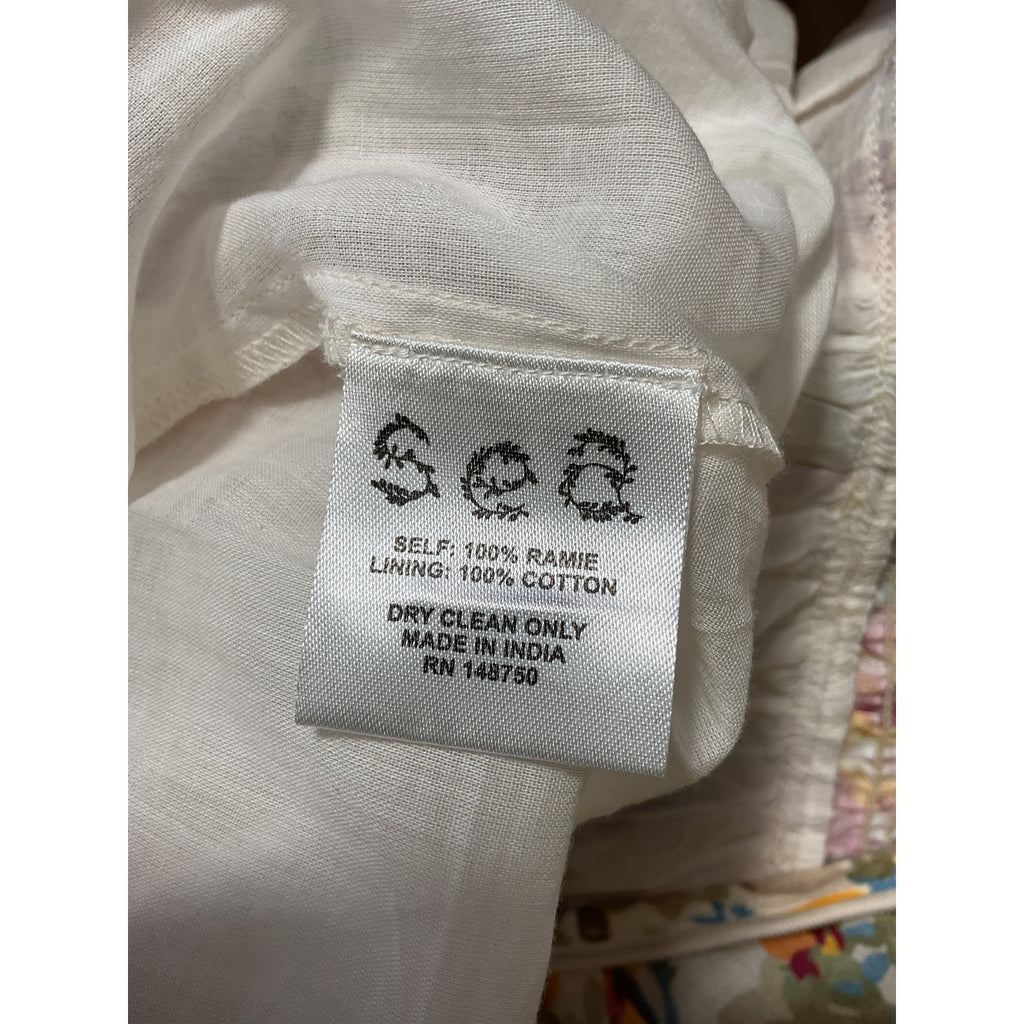 SELF: 100% RAMIE
LINING: 100% COTTON
DRY CLEAN ONLY
MADE IN INDIA
RN 148750